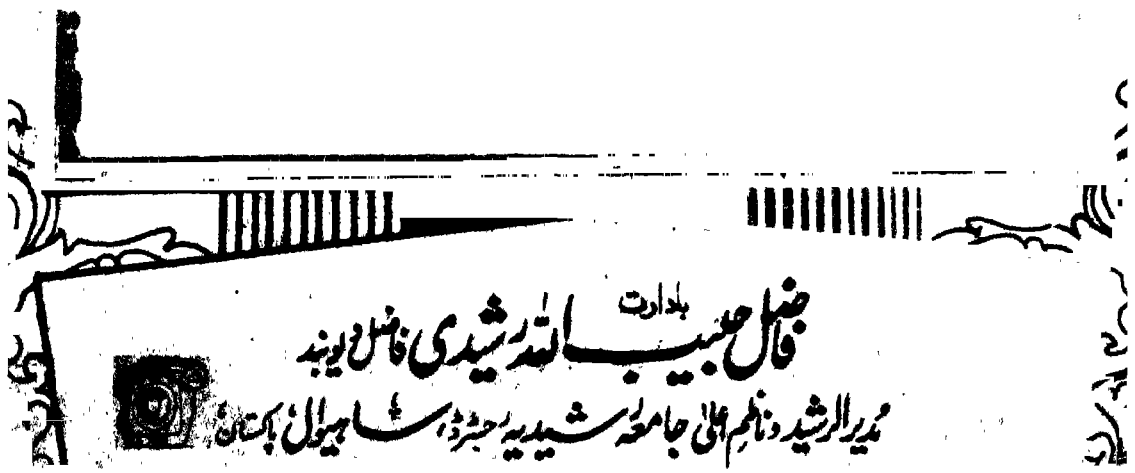 بادارت
فاضل حبیب اللہ رشیدی فاضل دیوبند
مدیر الرشید و ناظم اعلیٰ جامعہ رشیدیہ رجسٹرڈ، ساہیوال پاکستان